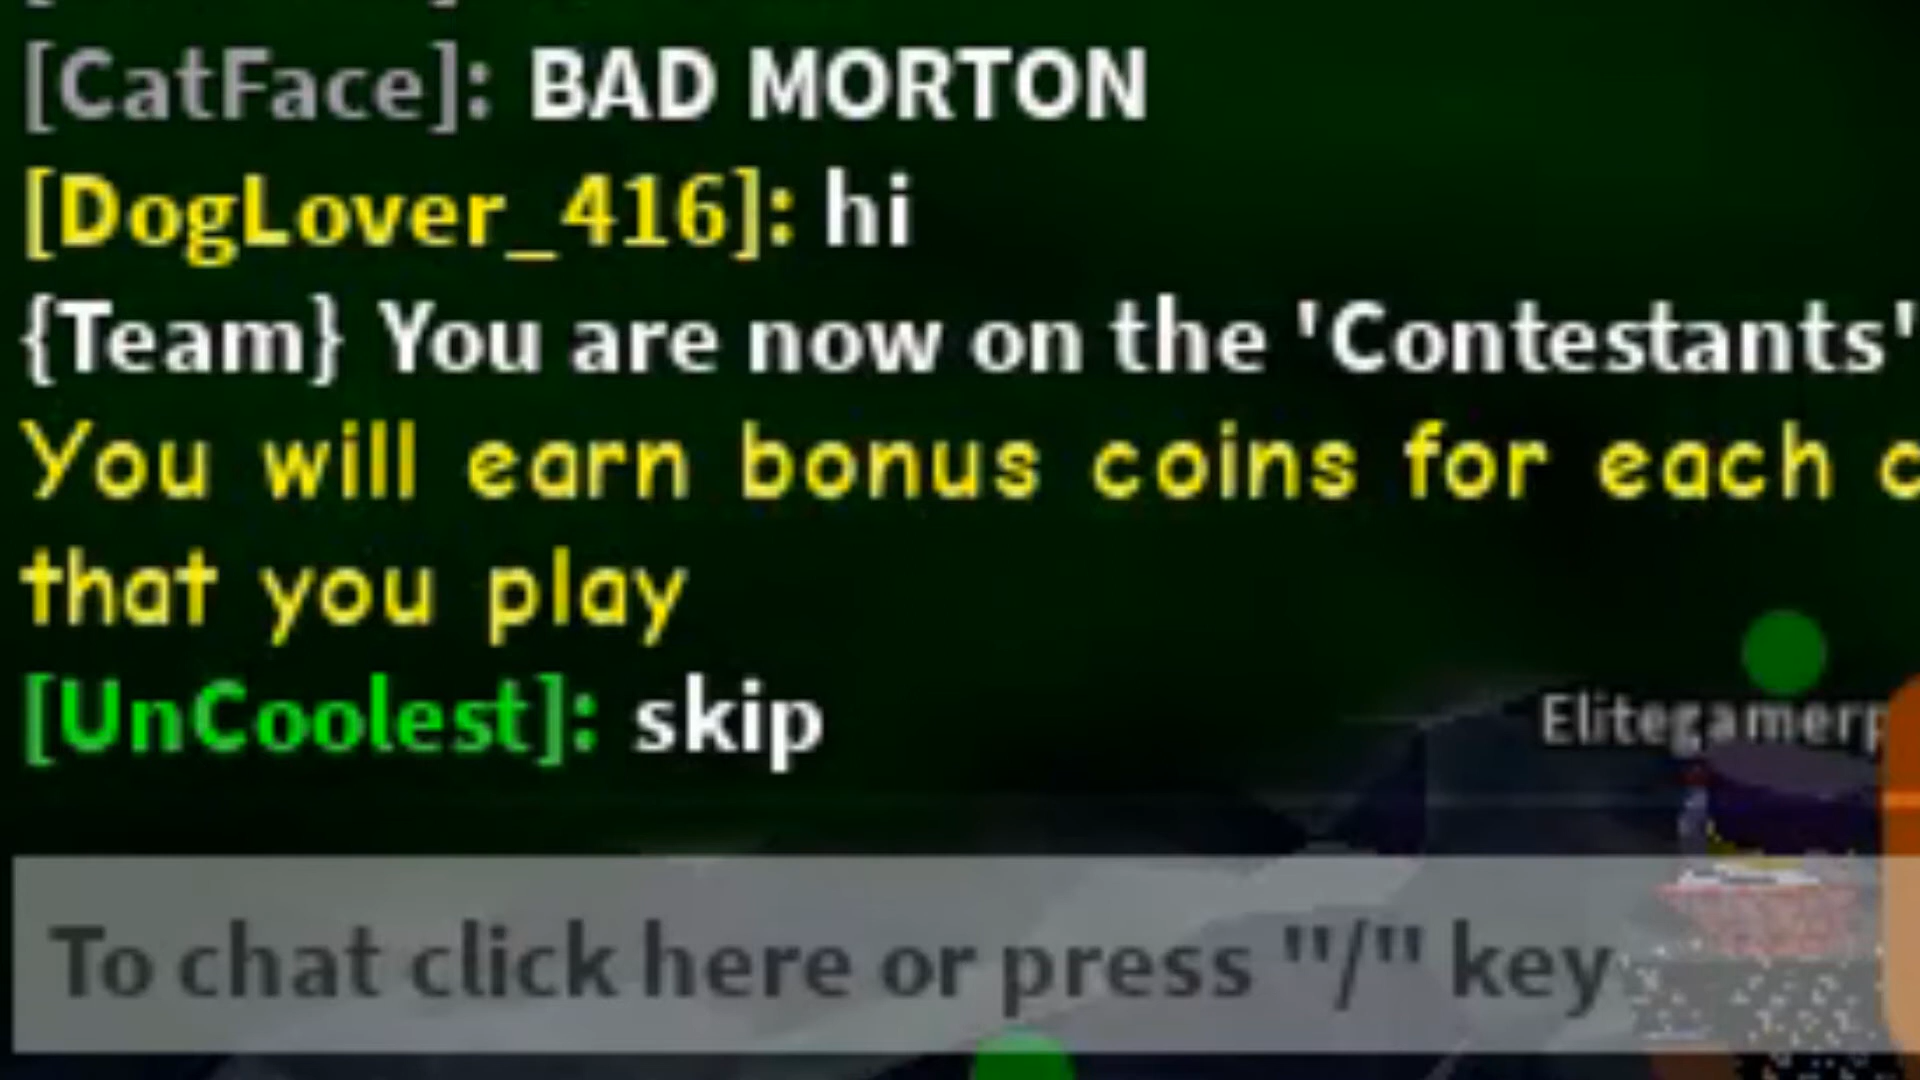 [CatFace]: BAD MORTON
[DogLover_416]: hi
{Team} You are now on the 'Contestants'
You will earn bonus coins for each
that you play
[UnCoolest]: skip
Elitegamerp
To chat click here or press "/" key